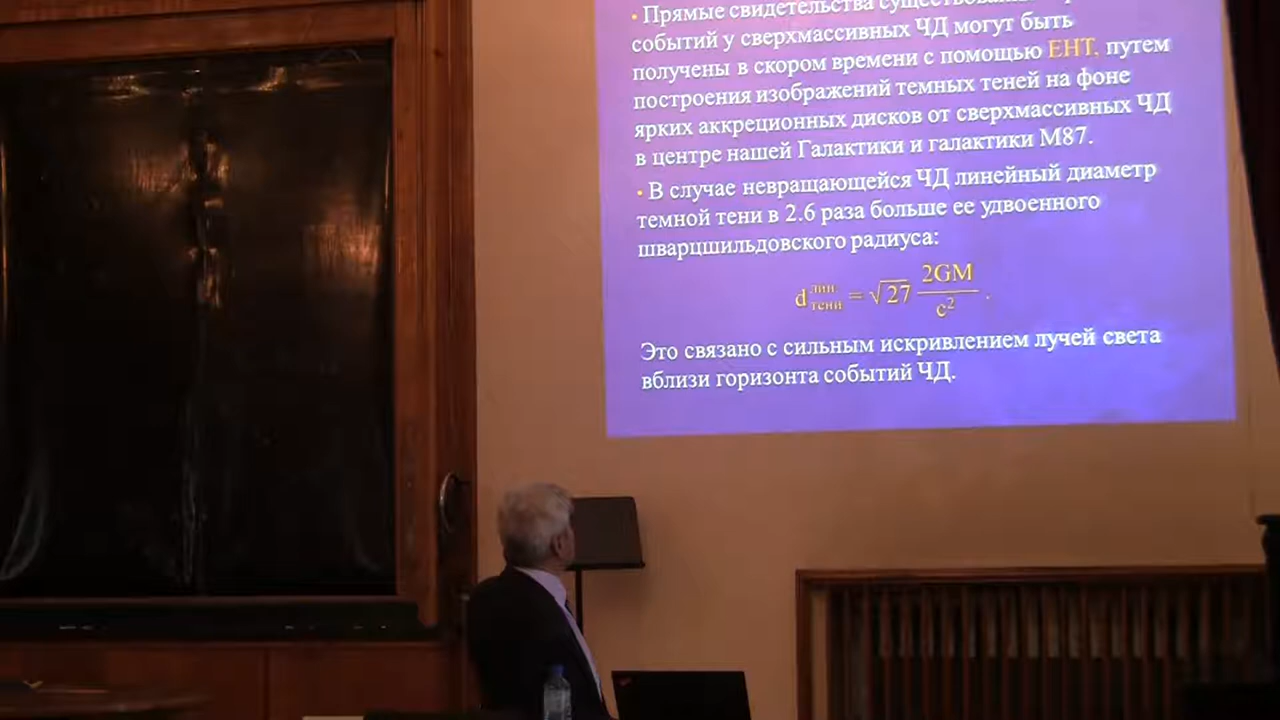 • Прямые свидетельства
событий у сверхмассивных ЧД могут быть
получены в скором времени с помощью ЕНТ, путем
построения изображений темных теней на фоне
ярких аккреционных дисков от сверхмассивных ЧД
в центре нашей Галактики и галактики М87.
• В случае невращающейся ЧД линейный диаметр
темной тени в 2.6 раза больше ее удвоенного
шварцшильдовского радиуса:
d лин тени = √27 2GM / c² .
Это связано с сильным искривлением лучей света
вблизи горизонта событий ЧД.